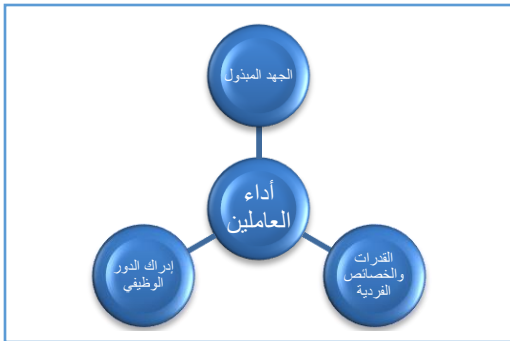 الجهد المبذول
أداء
العاملين
القدرات
والخصائص
الفردية
إدراك الدور
الوظيفي